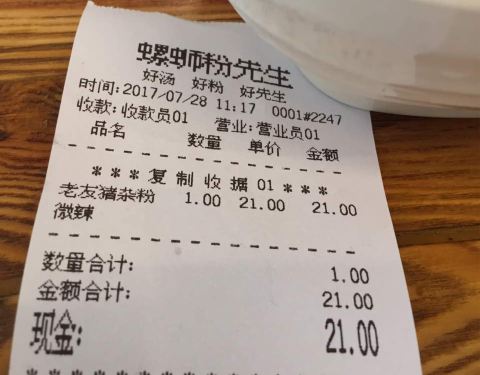 螺蛳粉先生
好汤 好粉 好先生
时间:2017/07/28 11:17 0001#2247
收款:收款员01 营业:营业员01
品名 数量 单价 金额
------------------------
***复制收据01***
老友猪杂粉 1.00 21.00 21.00
微辣
------------------------
数量合计: 1.00
金额合计: 21.00
现金: 21.00